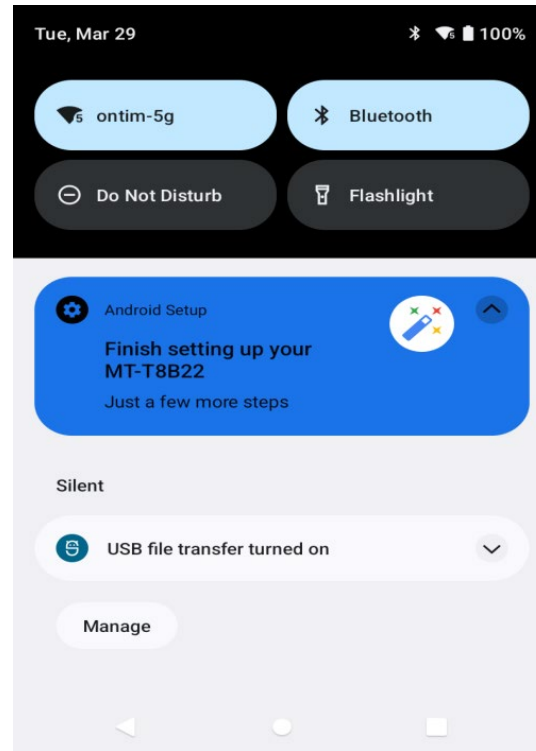 Tue, Mar 29 100%
5 ontim-5g Bluetooth
Do Not Disturb Flashlight
Android Setup
Finish setting up your
MT-T8B22
Just a few more steps
Silent
USB file transfer turned on
Manage